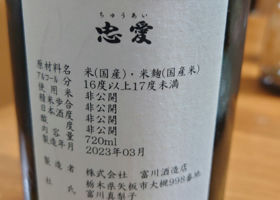 ちゅうあい
忠愛
原材料名 米(国産)・米麹(国産米)
アルコール分 16度以上17度未満
使用米 非公開
精米歩合 非公開
日本酒度 非公開
酸度 非公開
内容量 720ml
製造年月 2023年03月
製造者 株式会社 富川酒造店
栃木県矢板市大槻998番地
杜氏 富川真梨子